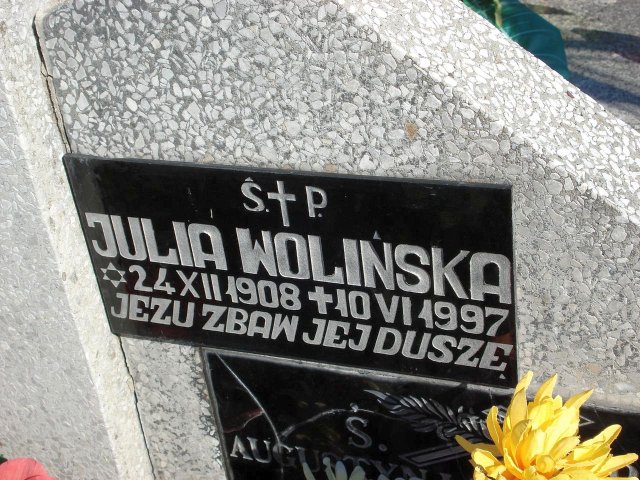 Ś. † P.
JULIA WOLIŃSKA
✡ 24 XII 1908 ✝ 10 VI 1997
JEZU ZBAW JEJ DUSZĘ
Ś.